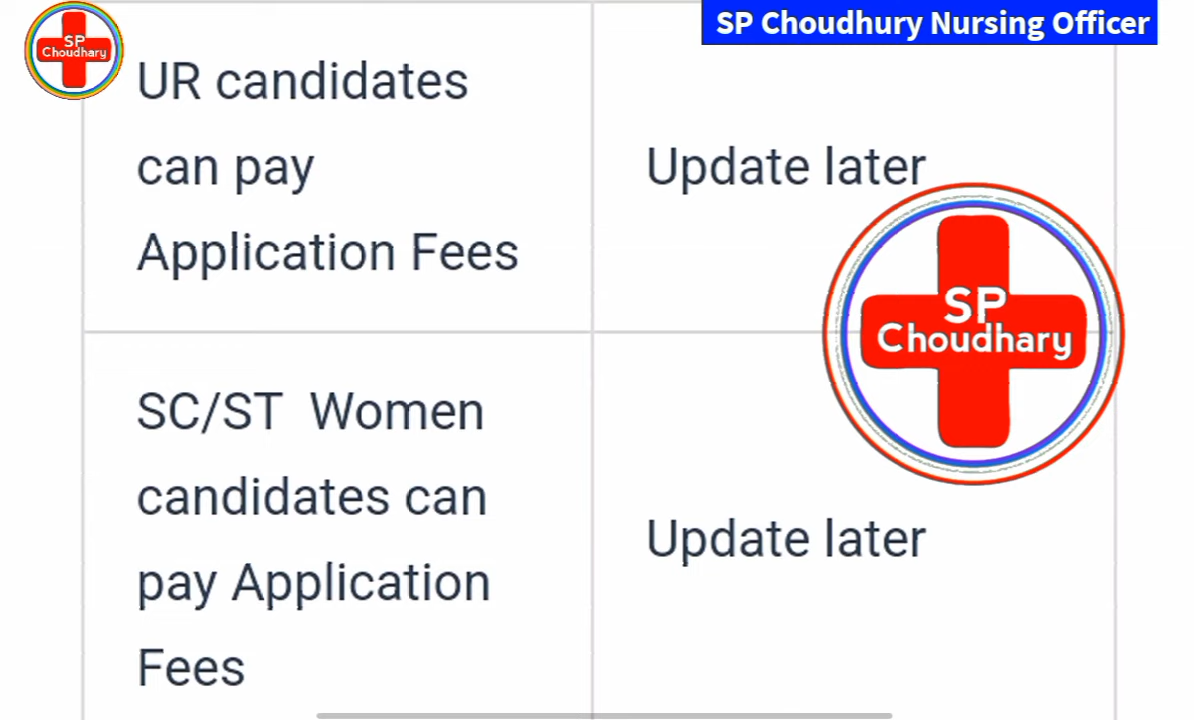 SP Choudhury Nursing Officer
SP
Choudhary
UR candidates
can pay
Application Fees
Update later
SP
Choudhary
SC/ST Women
candidates can
pay Application
Fees
Update later